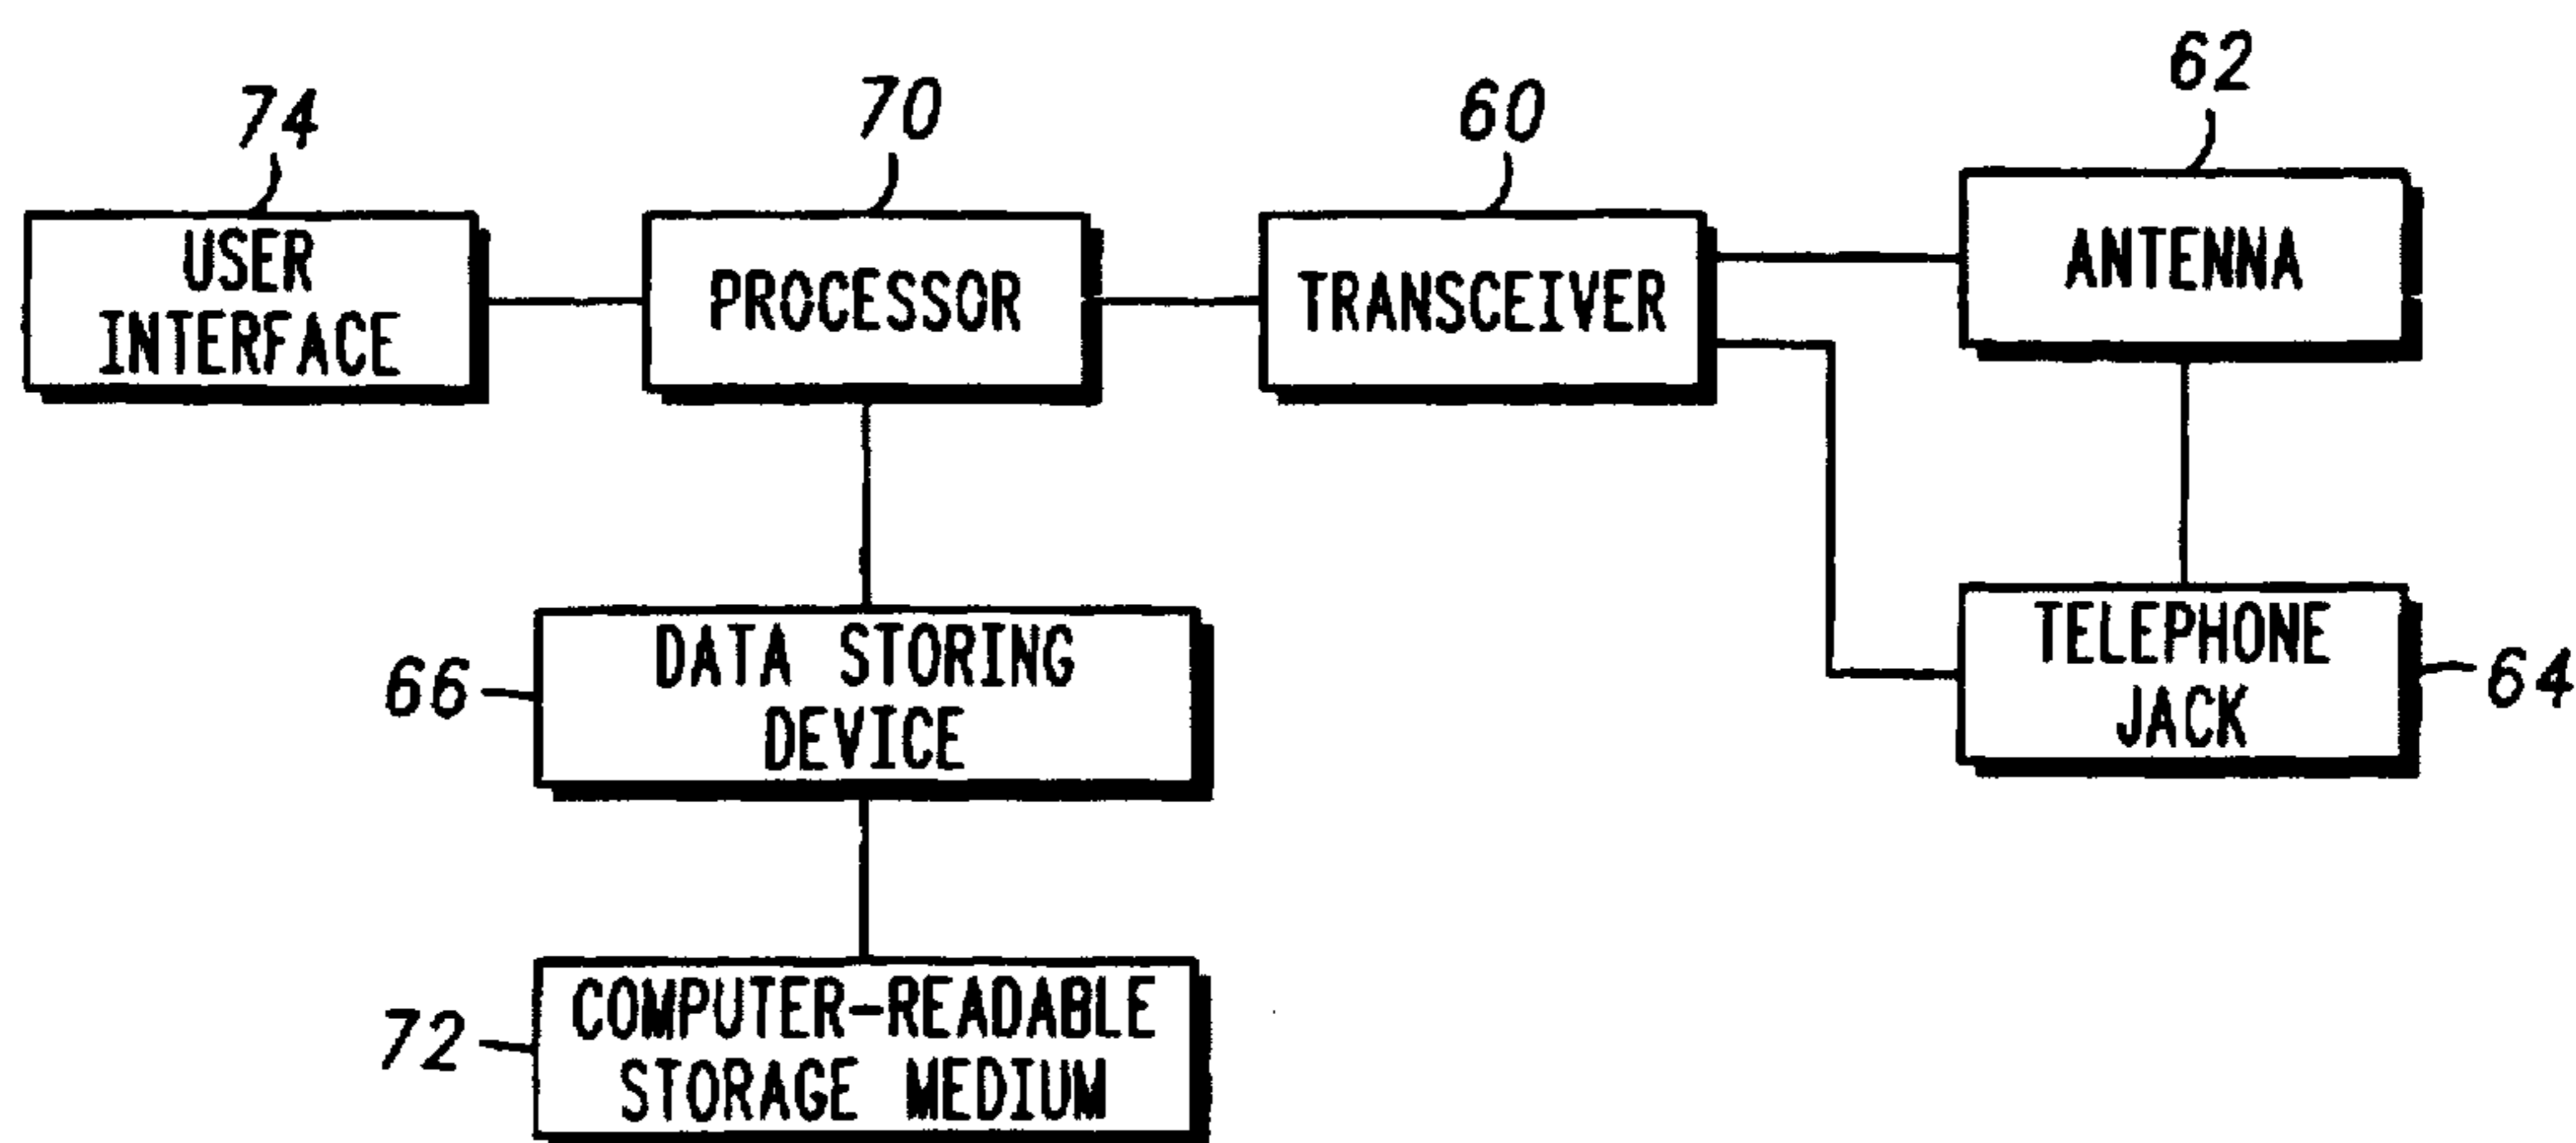 62
74
70
60
USER
INTERFACE
PROCESSOR
TRANSCEIVER
ANTENNA
66
DATA STORING
DEVICE
TELEPHONE
JACK
64
72
COMPUTER-READABLE
STORAGE MEDIUM